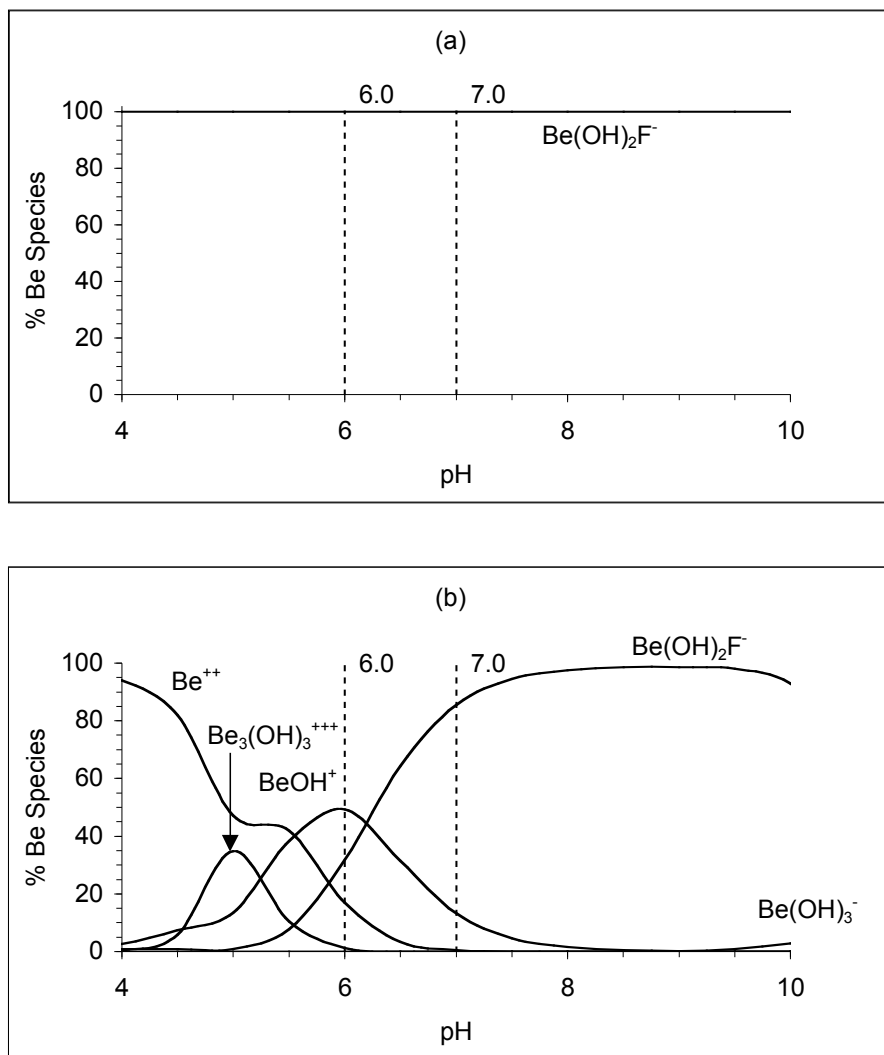 (a)
6.0 7.0
100
Be(OH)₂F⁻
80
60
40
20
0
% Be Species
4 6 8 10
pH
(b)
Be(OH)₂F⁻
6.0 7.0
100
Be⁺⁺
80
Be₃(OH)₃⁺⁺⁺
BeOH⁺
60
40
20
Be(OH)₃⁻
0
% Be Species
4 6 8 10
pH